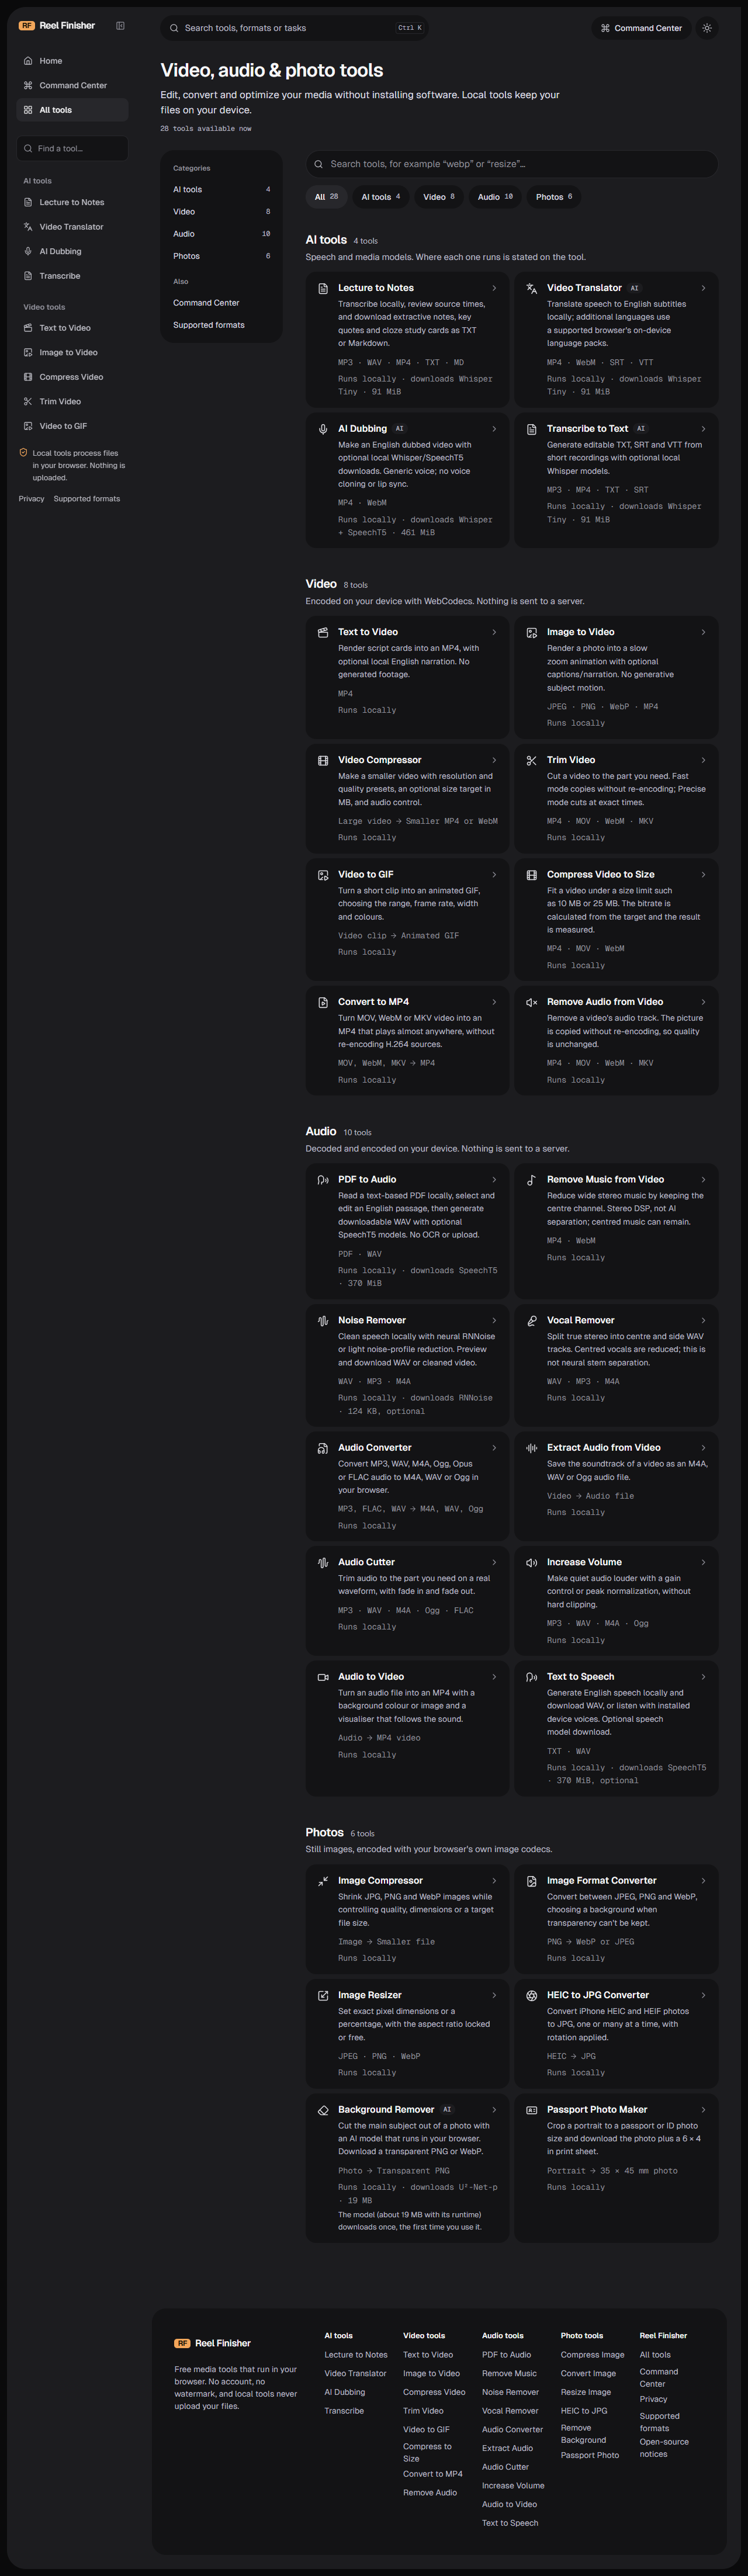 RF Reel Finisher
Home
Command Center
All tools
Find a tool...
AI tools
Lecture to Notes
Video Translator
AI Dubbing
Transcribe
Video tools
Text to Video
Image to Video
Compress Video
Trim Video
Video to GIF
Local tools process files
in your browser. Nothing is
uploaded.
Privacy Supported formats
Search tools, formats or tasks Ctrl K
Command Center
Video, audio & photo tools
Edit, convert and optimize your media without installing software. Local tools keep your
files on your device.
28 tools available now
Categories
AI tools 4
Video 8
Audio 10
Photos 6
Also
Command Center
Supported formats
Search tools, for example “webp” or “resize”...
All 28 AI tools 4 Video 8 Audio 10 Photos 6
AI tools 4 tools
Speech and media models. Where each one runs is stated on the tool.
Lecture to Notes
Transcribe locally, review source times,
and download extractive notes, key
quotes and cloze study cards as TXT
or Markdown.
MP3 · WAV · MP4 · TXT · MD
Runs locally · downloads Whisper
Tiny · 91 MiB
Video Translator AI
Translate speech to English subtitles
locally; additional languages use
a supported browser's on-device
language packs.
MP4 · WebM · SRT · VTT
Runs locally · downloads Whisper
Tiny · 91 MiB
AI Dubbing AI
Make an English dubbed video with
optional local Whisper/SpeechT5
downloads. Generic voice; no voice
cloning or lip sync.
MP4 · WebM
Runs locally · downloads Whisper
+ SpeechT5 · 461 MiB
Transcribe to Text AI
Generate editable TXT, SRT and VTT from
short recordings with optional local
Whisper models.
MP3 · MP4 · TXT · SRT
Runs locally · downloads Whisper
Tiny · 91 MiB
Video 8 tools
Encoded on your device with WebCodecs. Nothing is sent to a server.
Text to Video
Render script cards into an MP4, with
optional local English narration. No
generated footage.
MP4
Runs locally
Image to Video
Render a photo into a slow
zoom animation with optional
captions/narration. No generative
subject motion.
JPEG · PNG · WebP · MP4
Runs locally
Video Compressor
Make a smaller video with resolution and
quality presets, an optional size target in
MB, and audio control.
Large video → Smaller MP4 or WebM
Runs locally
Trim Video
Cut a video to the part you need. Fast
mode copies without re-encoding; Precise
mode cuts at exact times.
MP4 · MOV · WebM · MKV
Runs locally
Video to GIF
Turn a short clip into an animated GIF,
choosing the range, frame rate, width
and colours.
Video clip → Animated GIF
Runs locally
Compress Video to Size
Fit a video under a size limit such
as 10 MB or 25 MB. The bitrate is
calculated from the target and the result
is measured.
MP4 · MOV · WebM
Runs locally
Convert to MP4
Turn MOV, WebM or MKV video into an
MP4 that plays almost anywhere, without
re-encoding H.264 sources.
MOV, WebM, MKV → MP4
Runs locally
Remove Audio from Video
Remove a video's audio track. The picture
is copied without re-encoding, so quality
is unchanged.
MP4 · MOV · WebM · MKV
Runs locally
Audio 10 tools
Decoded and encoded on your device. Nothing is sent to a server.
PDF to Audio
Read a text-based PDF locally, select and
edit an English passage, then generate
downloadable WAV with optional
SpeechT5 models. No OCR or upload.
PDF · WAV
Runs locally · downloads SpeechT5
· 370 MiB
Remove Music from Video
Reduce wide stereo music by keeping the
centre channel. Stereo DSP, not AI
separation; centred music can remain.
MP4 · WebM
Runs locally
Noise Remover
Clean speech locally with neural RNNoise
or light noise-profile reduction. Preview
and download WAV or cleaned video.
WAV · MP3 · M4A
Runs locally · downloads RNNoise
· 124 KB, optional
Vocal Remover
Split true stereo into centre and side WAV
tracks. Centred vocals are reduced; this is
not neural stem separation.
WAV · MP3 · M4A
Runs locally
Audio Converter
Convert MP3, WAV, M4A, Ogg, Opus
or FLAC audio to M4A, WAV or Ogg in
your browser.
MP3, FLAC, WAV → M4A, WAV, Ogg
Runs locally
Extract Audio from Video
Save the soundtrack of a video as an M4A,
WAV or Ogg audio file.
Video → Audio file
Runs locally
Audio Cutter
Trim audio to the part you need on a real
waveform, with fade in and fade out.
MP3 · WAV · M4A · Ogg · FLAC
Runs locally
Increase Volume
Make quiet audio louder with a gain
control or peak normalization, without
hard clipping.
MP3 · WAV · M4A · Ogg
Runs locally
Audio to Video
Turn an audio file into an MP4 with a
background colour or image and a
visualiser that follows the sound.
Audio → MP4 video
Runs locally
Text to Speech
Generate English speech locally and
download WAV, or listen with installed
device voices. Optional speech
model download.
TXT · WAV
Runs locally · downloads SpeechT5
· 370 MiB, optional
Photos 6 tools
Still images, encoded with your browser's own image codecs.
Image Compressor
Shrink JPG, PNG and WebP images while
controlling quality, dimensions or a target
file size.
Image → Smaller file
Runs locally
Image Format Converter
Convert between JPEG, PNG and WebP,
choosing a background when
transparency can't be kept.
PNG → WebP or JPEG
Runs locally
Image Resizer
Set exact pixel dimensions or a
percentage, with the aspect ratio locked
or free.
JPEG · PNG · WebP
Runs locally
HEIC to JPG Converter
Convert iPhone HEIC and HEIF photos
to JPG, one or many at a time, with
rotation applied.
HEIC → JPG
Runs locally
Background Remover AI
Cut the main subject out of a photo with
an AI model that runs in your browser.
Download a transparent PNG or WebP.
Photo → Transparent PNG
Runs locally · downloads U²-Net-p
· 19 MB
The model (about 19 MB with its runtime)
downloads once, the first time you use it.
Passport Photo Maker
Crop a portrait to a passport or ID photo
size and download the photo plus a 6 × 4
in print sheet.
Portrait → 35 × 45 mm photo
Runs locally
RF Reel Finisher
Free media tools that run in your
browser. No account, no
watermark, and local tools never
upload your files.
AI tools
Lecture to Notes
Video Translator
AI Dubbing
Transcribe
Video tools
Text to Video
Image to Video
Compress Video
Trim Video
Video to GIF
Compress to
Size
Convert to MP4
Remove Audio
Audio tools
PDF to Audio
Remove Music
Noise Remover
Vocal Remover
Audio Converter
Extract Audio
Audio Cutter
Increase Volume
Audio to Video
Text to Speech
Photo tools
Compress Image
Convert Image
Resize Image
HEIC to JPG
Remove
Background
Passport Photo
Reel Finisher
All tools
Command
Center
Privacy
Supported
formats
Open-source
notices